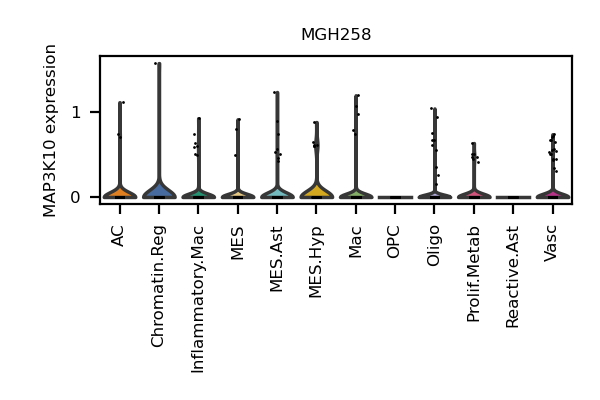 MGH258
MAP3K10 expression
1
0
AC
Chromatin.Reg
Inflammatory.Mac
MES
MES.Ast
MES.Hyp
Mac
OPC
Oligo
Prolif.Metab
Reactive.Ast
Vasc